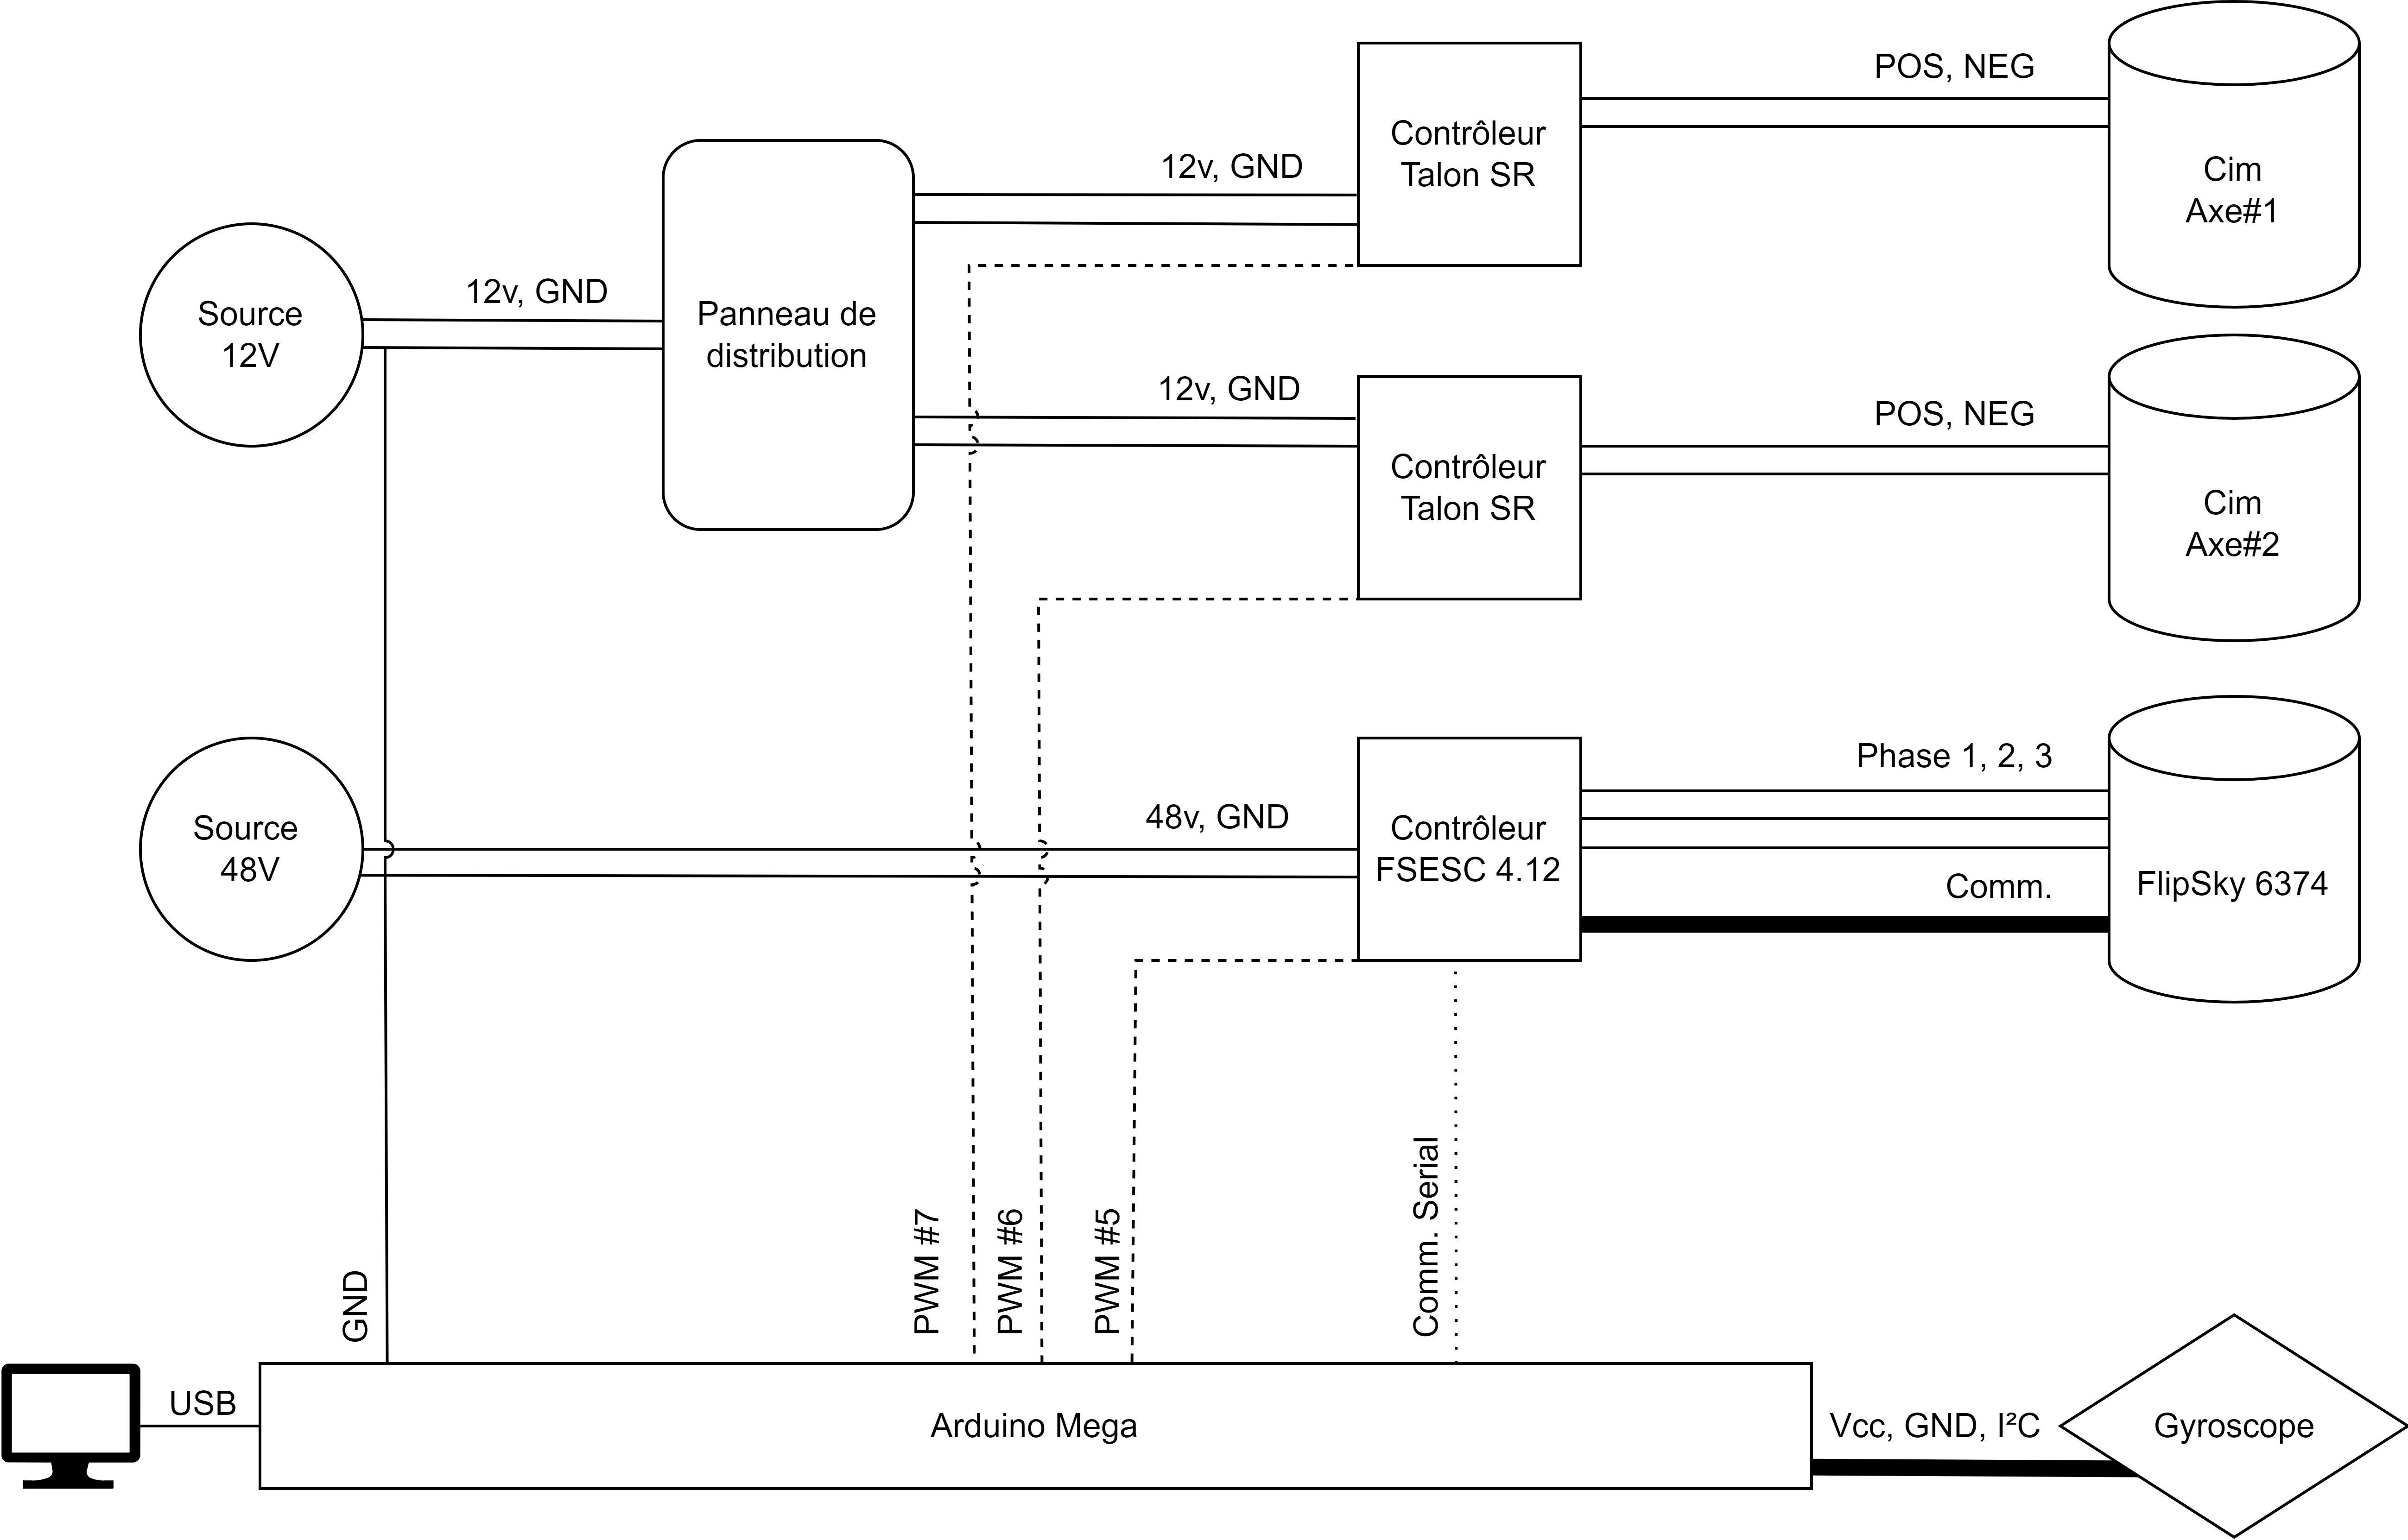 POS, NEG
Contrôleur
Talon SR
12v, GND
Cim
Axe#1
12v, GND
Source
12V
Panneau de
distribution
12v, GND
POS, NEG
Contrôleur
Talon SR
Cim
Axe#2
Phase 1, 2, 3
48v, GND
Source
48V
Contrôleur
FSESC 4.12
Comm.
FlipSky 6374
GND
PWM #7
PWM #6
PWM #5
Comm. Serial
USB
Arduino Mega
Vcc, GND, I²C
Gyroscope